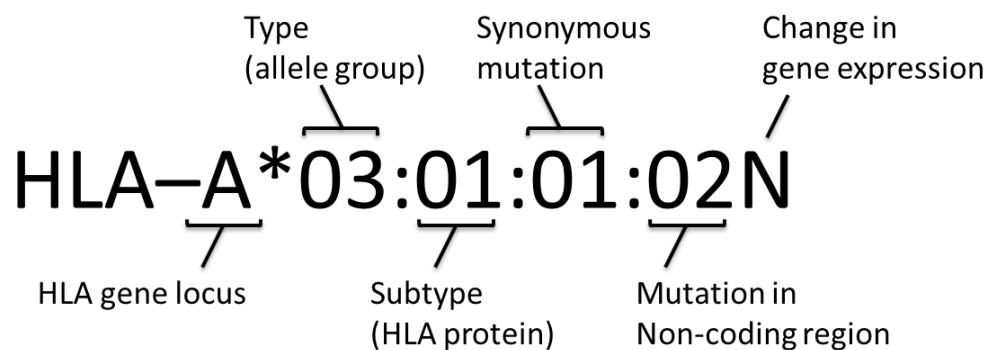 Type
(allele group)
Synonymous
mutation
Change in
gene expression
HLA–A*03:01:01:02N
HLA gene locus
Subtype
(HLA protein)
Mutation in
Non-coding region